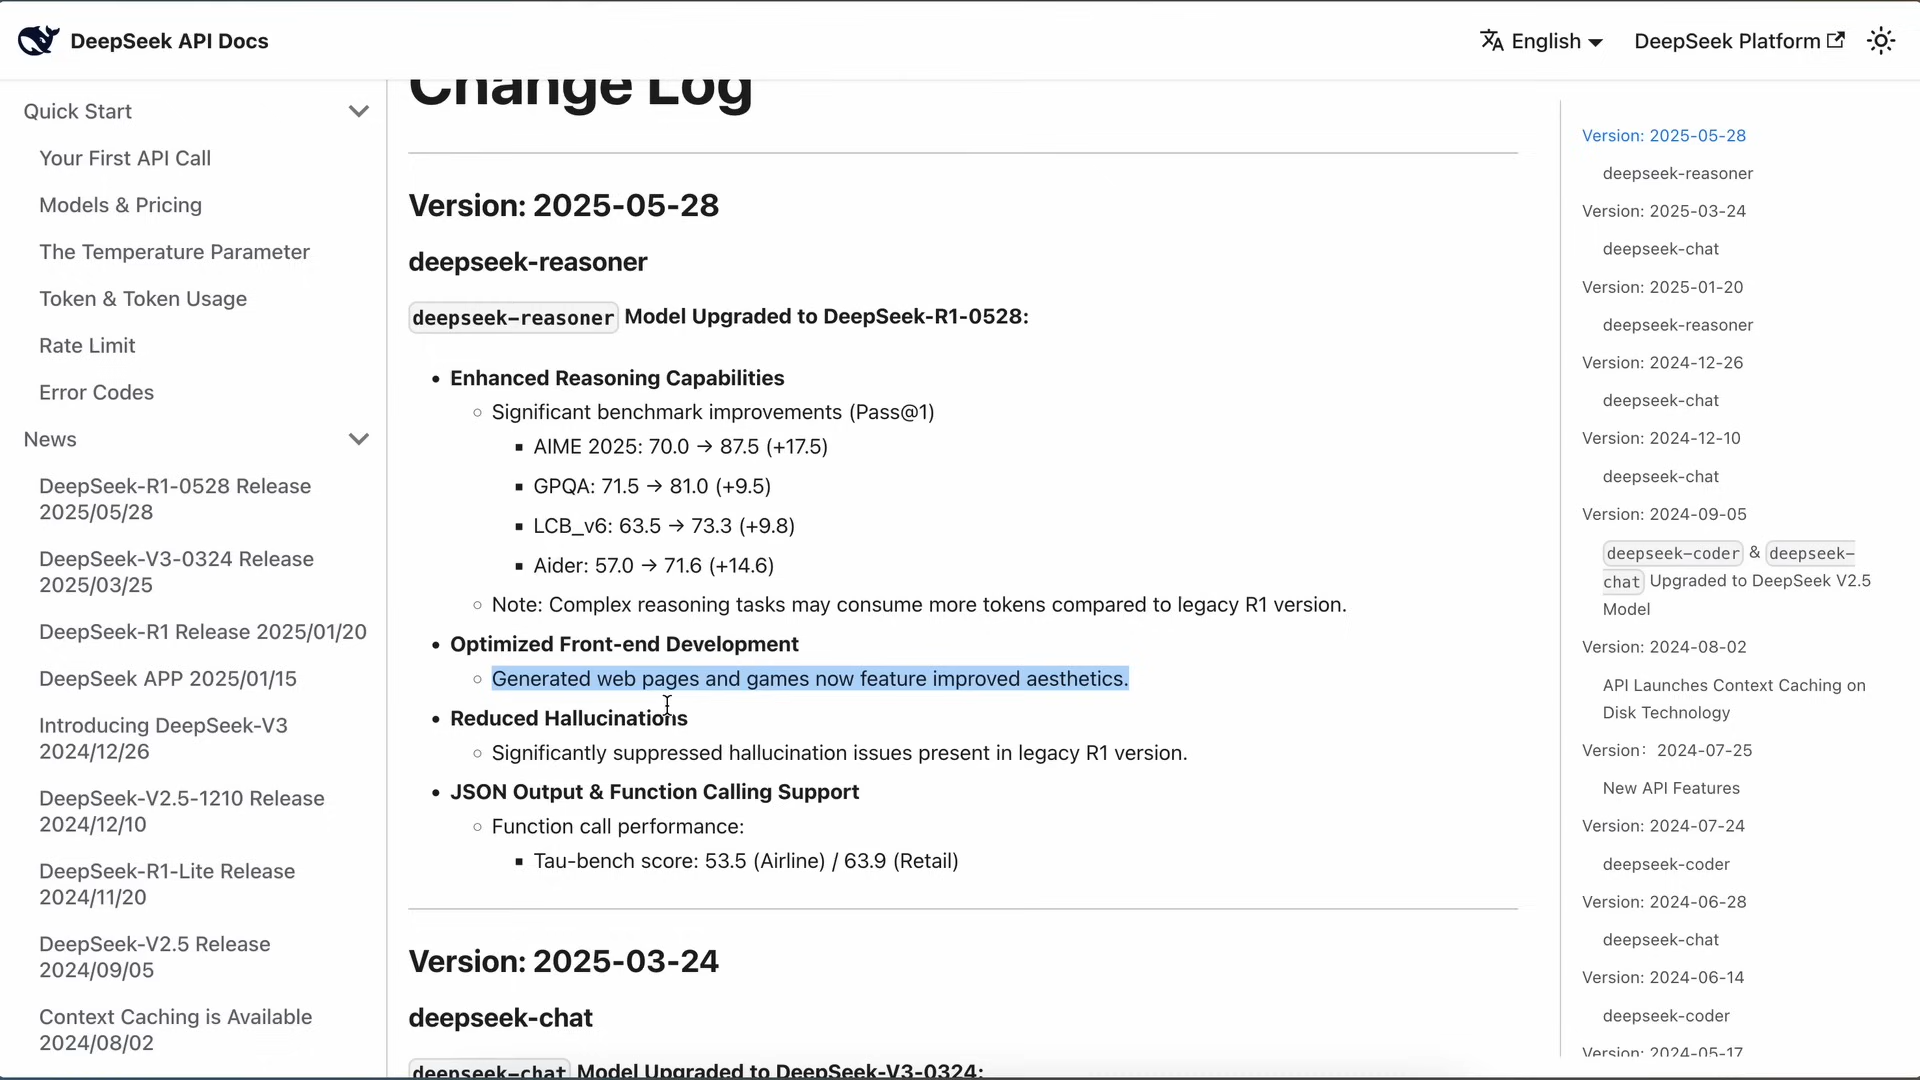 DeepSeek API Docs
English
DeepSeek Platform
Quick Start
Your First API Call
Models & Pricing
The Temperature Parameter
Token & Token Usage
Rate Limit
Error Codes
News
DeepSeek-R1-0528 Release
2025/05/28
DeepSeek-V3-0324 Release
2025/03/25
DeepSeek-R1 Release 2025/01/20
DeepSeek APP 2025/01/15
Introducing DeepSeek-V3
2024/12/26
DeepSeek-V2.5-1210 Release
2024/12/10
DeepSeek-R1-Lite Release
2024/11/20
DeepSeek-V2.5 Release
2024/09/05
Context Caching is Available
2024/08/02
Change Log
Version: 2025-05-28
deepseek-reasoner
deepseek-reasoner Model Upgraded to DeepSeek-R1-0528:
• Enhanced Reasoning Capabilities
◦ Significant benchmark improvements (Pass@1)
▪ AIME 2025: 70.0 → 87.5 (+17.5)
▪ GPQA: 71.5 → 81.0 (+9.5)
▪ LCB_v6: 63.5 → 73.3 (+9.8)
▪ Aider: 57.0 → 71.6 (+14.6)
◦ Note: Complex reasoning tasks may consume more tokens compared to legacy R1 version.
• Optimized Front-end Development
◦ Generated web pages and games now feature improved aesthetics.
• Reduced Hallucinations
◦ Significantly suppressed hallucination issues present in legacy R1 version.
• JSON Output & Function Calling Support
◦ Function call performance:
▪ Tau-bench score: 53.5 (Airline) / 63.9 (Retail)
Version: 2025-03-24
deepseek-chat
deepseek-chat Model Upgraded to DeepSeek-V3-0324:
Version: 2025-05-28
deepseek-reasoner
Version: 2025-03-24
deepseek-chat
Version: 2025-01-20
deepseek-reasoner
Version: 2024-12-26
deepseek-chat
Version: 2024-12-10
deepseek-chat
Version: 2024-09-05
deepseek-coder & deepseek-
chat Upgraded to DeepSeek V2.5
Model
Version: 2024-08-02
API Launches Context Caching on
Disk Technology
Version：2024-07-25
New API Features
Version: 2024-07-24
deepseek-coder
Version: 2024-06-28
deepseek-chat
Version: 2024-06-14
deepseek-coder
Version: 2024-05-17